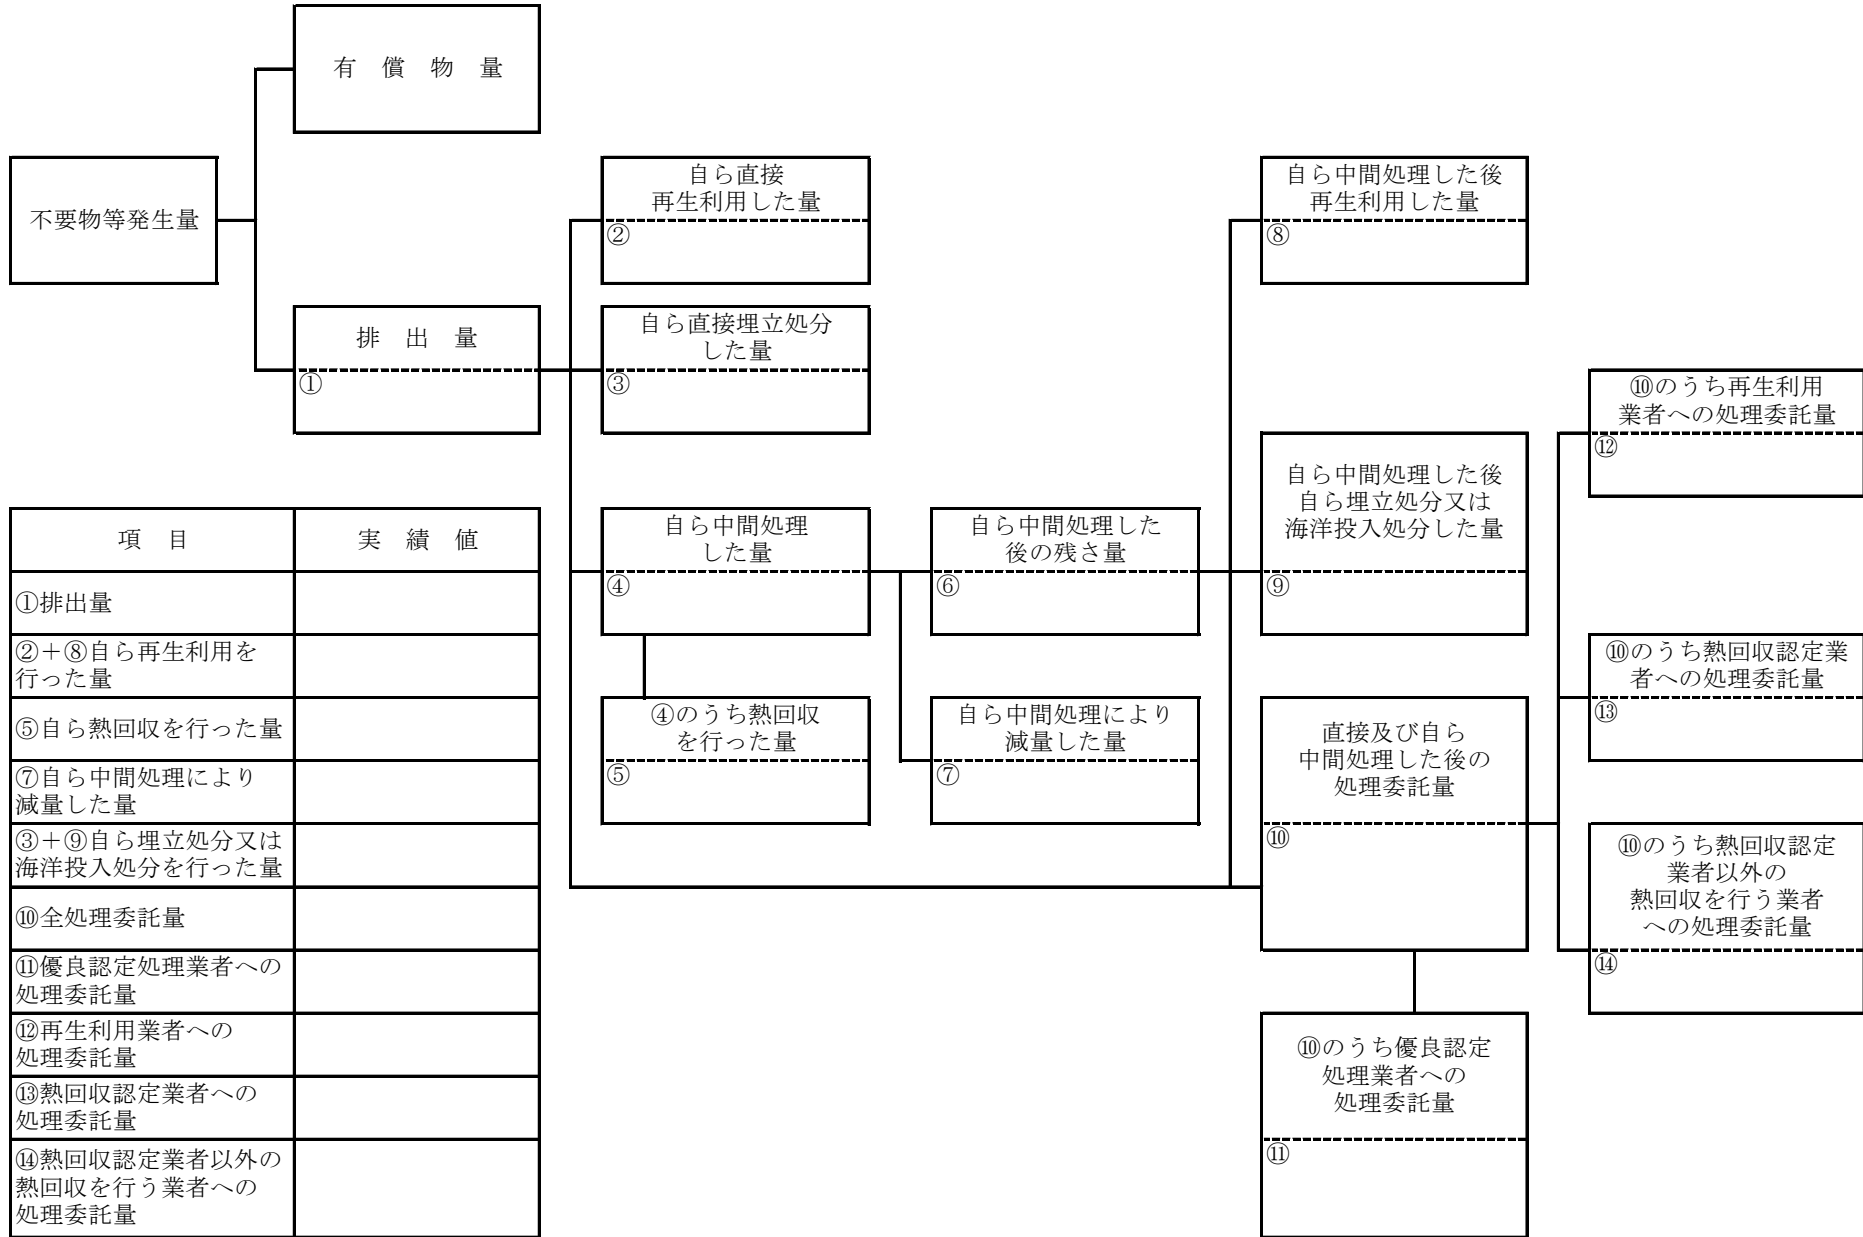 有　償　物　量
不要物等発生量
排　出　量
①
自ら直接
再生利用した量
②
自ら直接埋立処分
した量
③
自ら中間処理
した量
④
④のうち熱回収
を行った量
⑤
自ら中間処理した
後の残さ量
⑥
自ら中間処理により
減量した量
⑦
自ら中間処理した後
再生利用した量
⑧
自ら中間処理した後
自ら埋立処分又は
海洋投入処分した量
⑨
直接及び自ら
中間処理した後の
処理委託量
⑩
⑩のうち優良認定
処理業者への
処理委託量
⑪
⑩のうち再生利用
業者への処理委託量
⑫
⑩のうち熱回収認定業
者への処理委託量
⑬
⑩のうち熱回収認定
業者以外の
熱回収を行う業者
への処理委託量
⑭
項　目　実　績　値
①排出量
②＋⑧自ら再生利用を
行った量
⑤自ら熱回収を行った量
⑦自ら中間処理により
減量した量
③＋⑨自ら埋立処分又は
海洋投入処分を行った量
⑩全処理委託量
⑪優良認定処理業者への
処理委託量
⑫再生利用業者への
処理委託量
⑬熱回収認定業者への
処理委託量
⑭熱回収認定業者以外の
熱回収を行う業者への
処理委託量